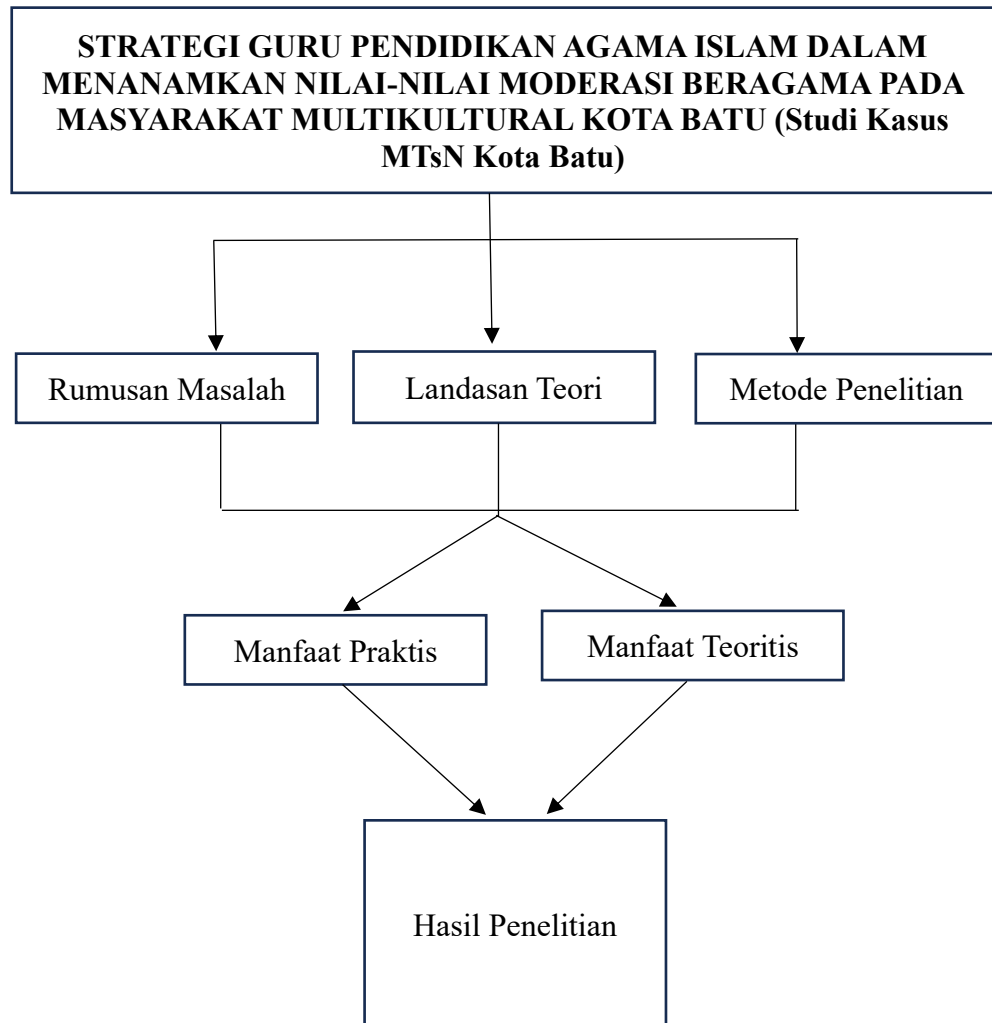 STRATEGI GURU PENDIDIKAN AGAMA ISLAM DALAM
MENANAMKAN NILAI-NILAI MODERASI BERAGAMA PADA
MASYARAKAT MULTIKULTURAL KOTA BATU (Studi Kasus
MTsN Kota Batu)
Rumusan Masalah
Landasan Teori
Metode Penelitian
Manfaat Praktis
Manfaat Teoritis
Hasil Penelitian